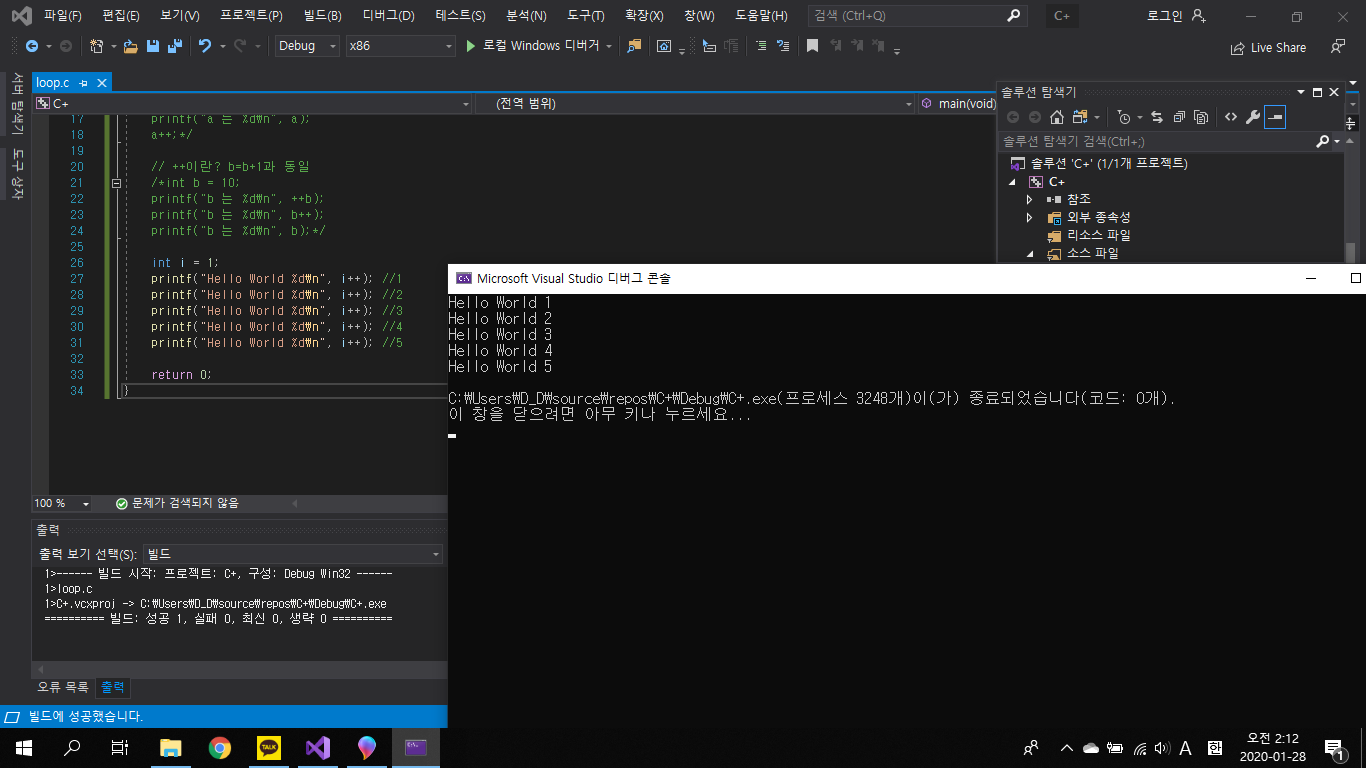 파일(F) 편집(E) 보기(V) 프로젝트(P) 빌드(B) 디버그(D) 테스트(S) 분석(N) 도구(T) 확장(X) 창(W) 도움말(H) 검색 (Ctrl+Q) C+ 로그인
Debug x86 로컬 Windows 디버거 Live Share
서버 탐색기
도구 상자
loop.c
C+ (전역 범위) main(void)
17 printf("a 는 %d₩n", a);
18 a++;*/
19
20 // ++이란? b=b+1과 동일
21 /*int b = 10;
22 printf("b 는 %d₩n", ++b);
23 printf("b 는 %d₩n", b++);
24 printf("b 는 %d₩n", b);*/
25
26 int i = 1;
27 printf("Hello World %d₩n", i++); //1
28 printf("Hello World %d₩n", i++); //2
29 printf("Hello World %d₩n", i++); //3
30 printf("Hello World %d₩n", i++); //4
31 printf("Hello World %d₩n", i++); //5
32
33 return 0;
34 }
100 % 문제가 검색되지 않음
솔루션 탐색기
솔루션 탐색기 검색(Ctrl+;)
솔루션 'C+' (1/1개 프로젝트)
C+
참조
외부 종속성
리소스 파일
소스 파일
Microsoft Visual Studio 디버그 콘솔
Hello World 1
Hello World 2
Hello World 3
Hello World 4
Hello World 5
C:₩Users₩D_D₩source₩repos₩C+₩Debug₩C+.exe(프로세스 3248개)이(가) 종료되었습니다(코드: 0개).
이 창을 닫으려면 아무 키나 누르세요...
출력
출력 보기 선택(S): 빌드
1>------ 빌드 시작: 프로젝트: C+, 구성: Debug Win32 ------
1>loop.c
1>C+.vcxproj -> C:₩Users₩D_D₩source₩repos₩C+₩Debug₩C+.exe
========== 빌드: 성공 1, 실패 0, 최신 0, 생략 0 ==========
오류 목록 출력
빌드에 성공했습니다.
TALK
A 한 오전 2:12
2020-01-28
1